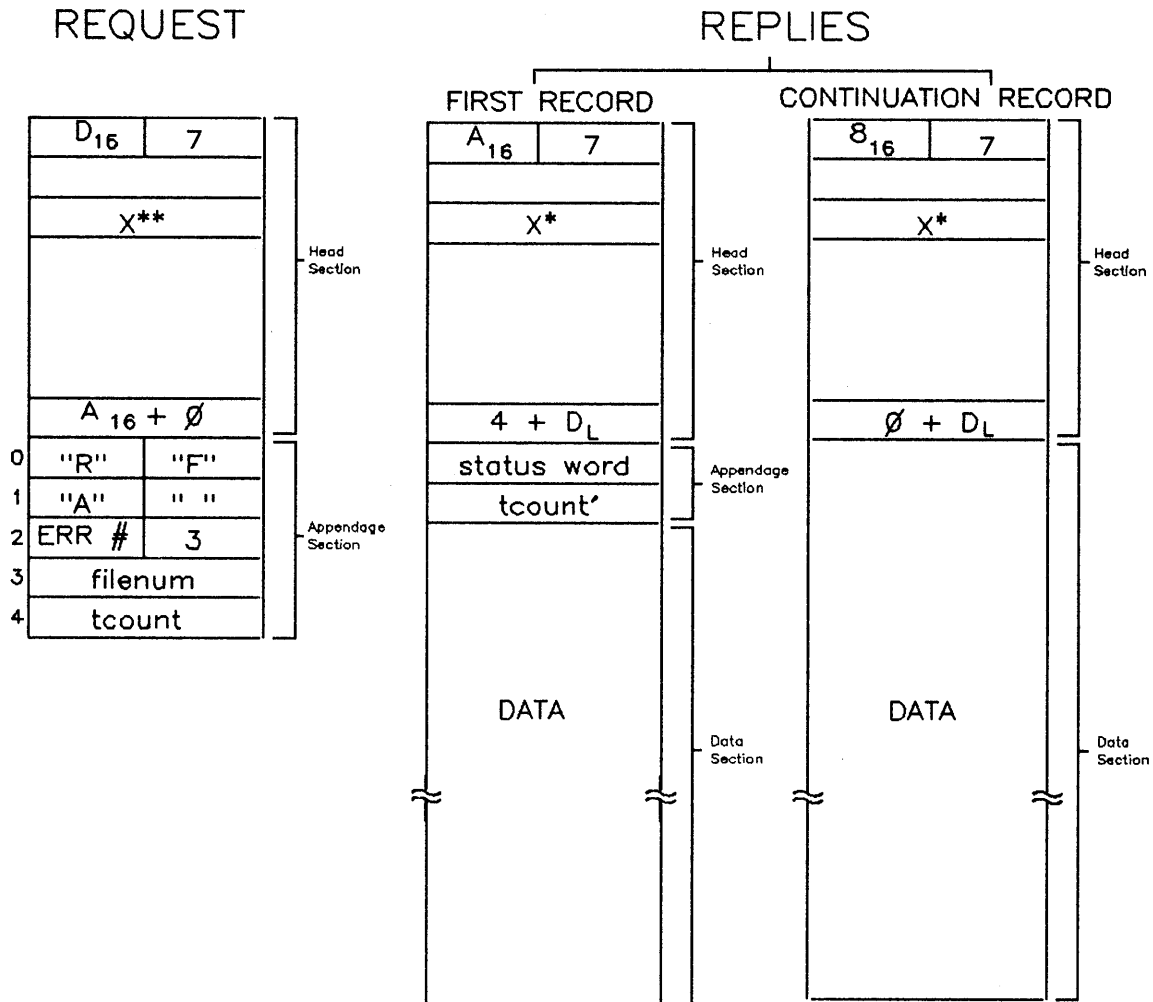 REQUEST
D16 7
X**
A 16 + Ø
Head
Section
0 "R" "F"
1 "A" " "
2 ERR # 3
3 filenum
4 tcount
Appendage
Section
REPLIES
FIRST RECORD
A16 7
X*
4 + DL
Head
Section
status word
tcount′
Appendage
Section
DATA
Data
Section
CONTINUATION RECORD
816 7
X*
Ø + DL
Head
Section
DATA
Data
Section